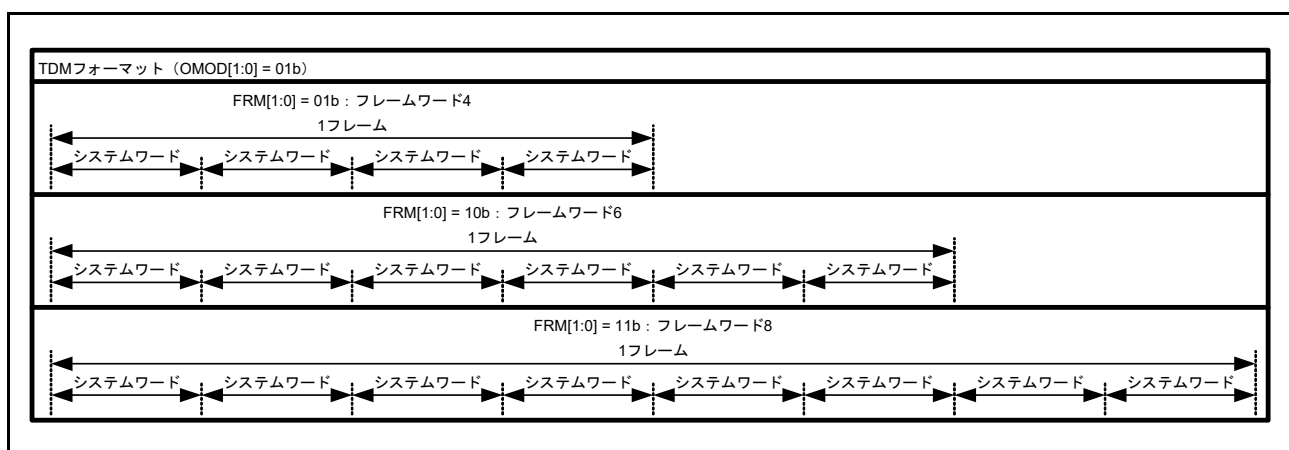 TDMフォーマット（OMOD[1:0] = 01b）
FRM[1:0] = 01b：フレームワード4
1フレーム
システムワード システムワード システムワード システムワード
FRM[1:0] = 10b：フレームワード6
1フレーム
システムワード システムワード システムワード システムワード システムワード システムワード
FRM[1:0] = 11b：フレームワード8
1フレーム
システムワード システムワード システムワード システムワード システムワード システムワード システムワード システムワード